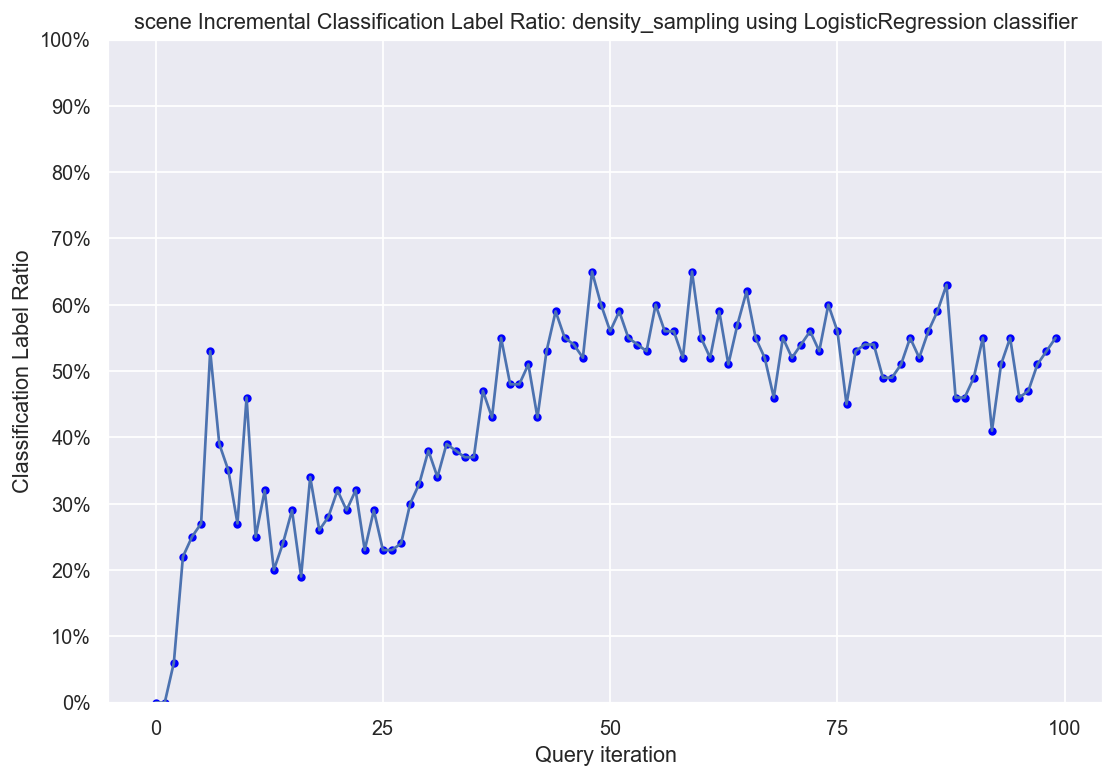 scene Incremental Classification Label Ratio: density_sampling using LogisticRegression classifier
100%
90%
80%
70%
60%
50%
40%
30%
20%
10%
0%
Classification Label Ratio
0 25 50 75 100
Query iteration